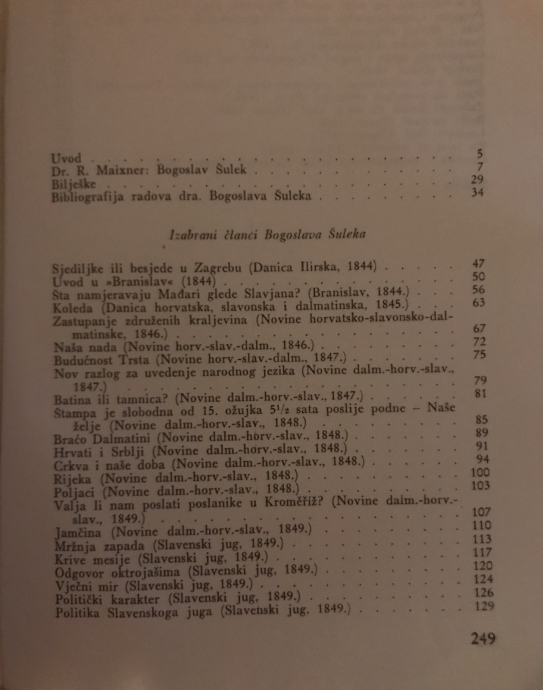 Uvod . . . . . . . . . . . . . . . . . . . 5
Dr. R. Maixner: Bogoslav Šulek . . . . . . . . . . . 7
Bilješke . . . . . . . . . . . . . . . . . . 29
Bibliografija radova dra. Bogoslava Šuleka . . . . . . . 34
Izabrani članci Bogoslava Šuleka
Sjediljke ili besjede u Zagrebu (Danica Ilirska, 1844) . . . . . 47
Uvod u »Branislav« (1844) . . . . . . . . . . . . 50
Šta namjeravaju Mađari glede Slavjana? (Branislav, 1844.) . . . 56
Koleda (Danica horvatska, slavonska i dalmatinska, 1845.) . . . 63
Zastupanje združenih kraljevina (Novine horvatsko-slavonsko-dal-
matinske, 1846.) . . . . . . . . . . . . . . 67
Naša nada (Novine horv.-slav.-dalm., 1846.) . . . . . . . 72
Budućnost Trsta (Novine horv.-slav.-dalm., 1847.) . . . . . . 75
Nov razlog za uvedenje narodnog jezika (Novine dalm.-horv.-slav.,
1847.) . . . . . . . . . . . . . . . . . 79
Batina ili tamnica? (Novine dalm.-horv.-slav., 1847.) . . . . . 81
Štampa je slobodna od 15. ožujka 5¹/₂ sata poslije podne – Naše
želje (Novine dalm.-horv.-slav., 1848.) . . . . . . . . 85
Braćo Dalmatini (Novine dalm.-horv.-slav., 1848.) . . . . . . 89
Hrvati i Srblji (Novine dalm.-horv.-slav., 1848.) . . . . . . 91
Crkva i naše doba (Novine dalm.-horv.-slav., 1848.) . . . . . 94
Rijeka (Novine dalm.-horv.-slav., 1848.) . . . . . . . . 100
Poljaci (Novine dalm.-horv.-slav., 1848.) . . . . . . . . 103
Valja li nam poslati poslanike u Kroměříž? (Novine dalm.-horv.-
slav., 1849.) . . . . . . . . . . . . . . . 107
Jamčina (Novine dalm.-horv.-slav., 1849.) . . . . . . . . 110
Mržnja zapada (Slavenski jug, 1849.) . . . . . . . . . 113
Krive mesije (Slavenski jug, 1849.) . . . . . . . . . . 117
Odgovor oktrojašima (Slavenski jug, 1849.) . . . . . . . 120
Vječni mir (Slavenski jug, 1849.) . . . . . . . . . . 124
Politički karakter (Slavenski jug, 1849.) . . . . . . . . 126
Politika Slavenskoga juga (Slavenski jug, 1849.) . . . . . . 129
249